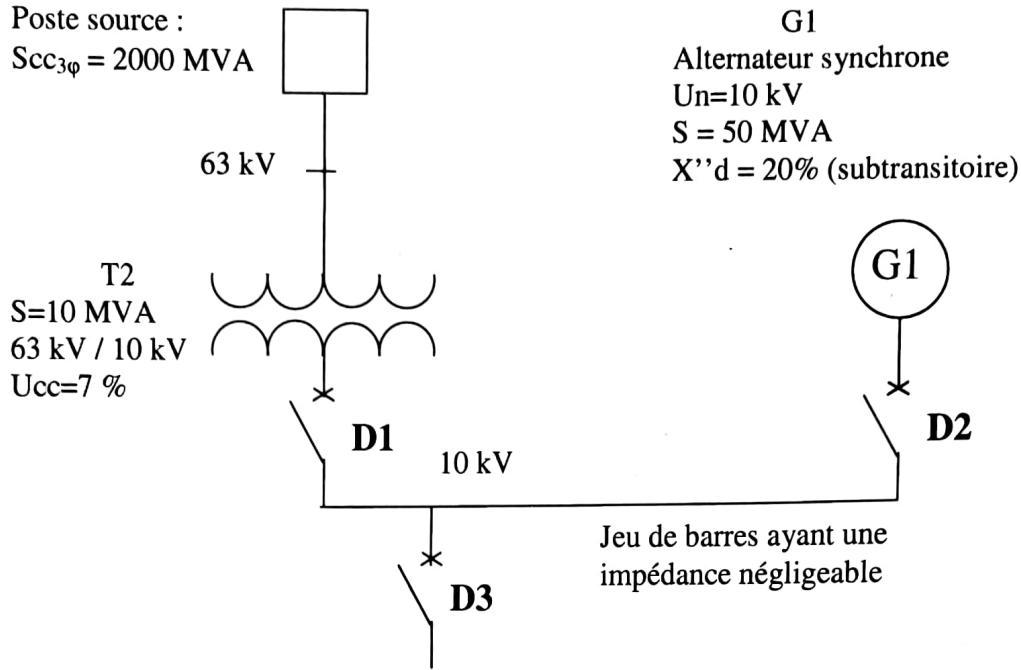 Poste source :
Scc3φ = 2000 MVA
63 kV
T2
S=10 MVA
63 kV / 10 kV
Ucc=7 %
D1
10 kV
G1
Alternateur synchrone
Un=10 kV
S = 50 MVA
X’’d = 20% (subtransitoire)
G1
D2
Jeu de barres ayant une
impédance négligeable
D3